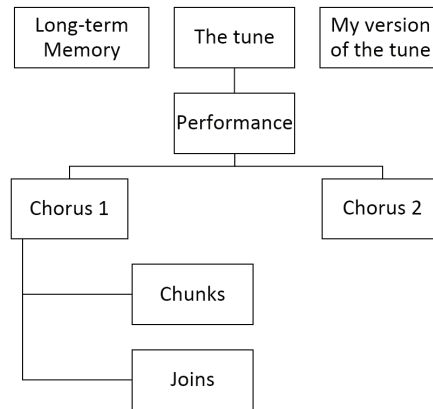 Long-term
Memory
The tune
My version
of the tune
Performance
Chorus 1
Chorus 2
Chunks
Joins